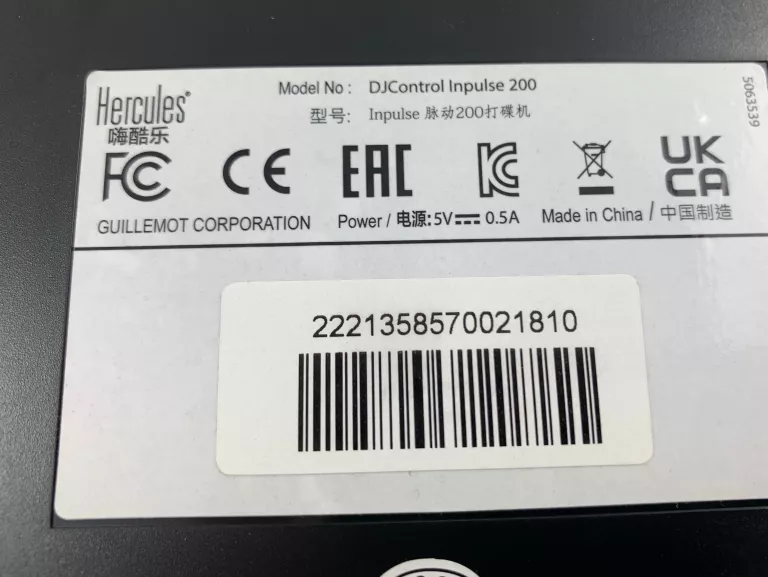 Hercules®
嗨酷乐
Model No : DJControl Inpulse 200
型号: Inpulse 脉动200打碟机
5063539
FC CE EAC KC UK CA
GUILLEMOT CORPORATION Power / 电源: 5V⎓ 0.5A Made in China / 中国制造
2221358570021810